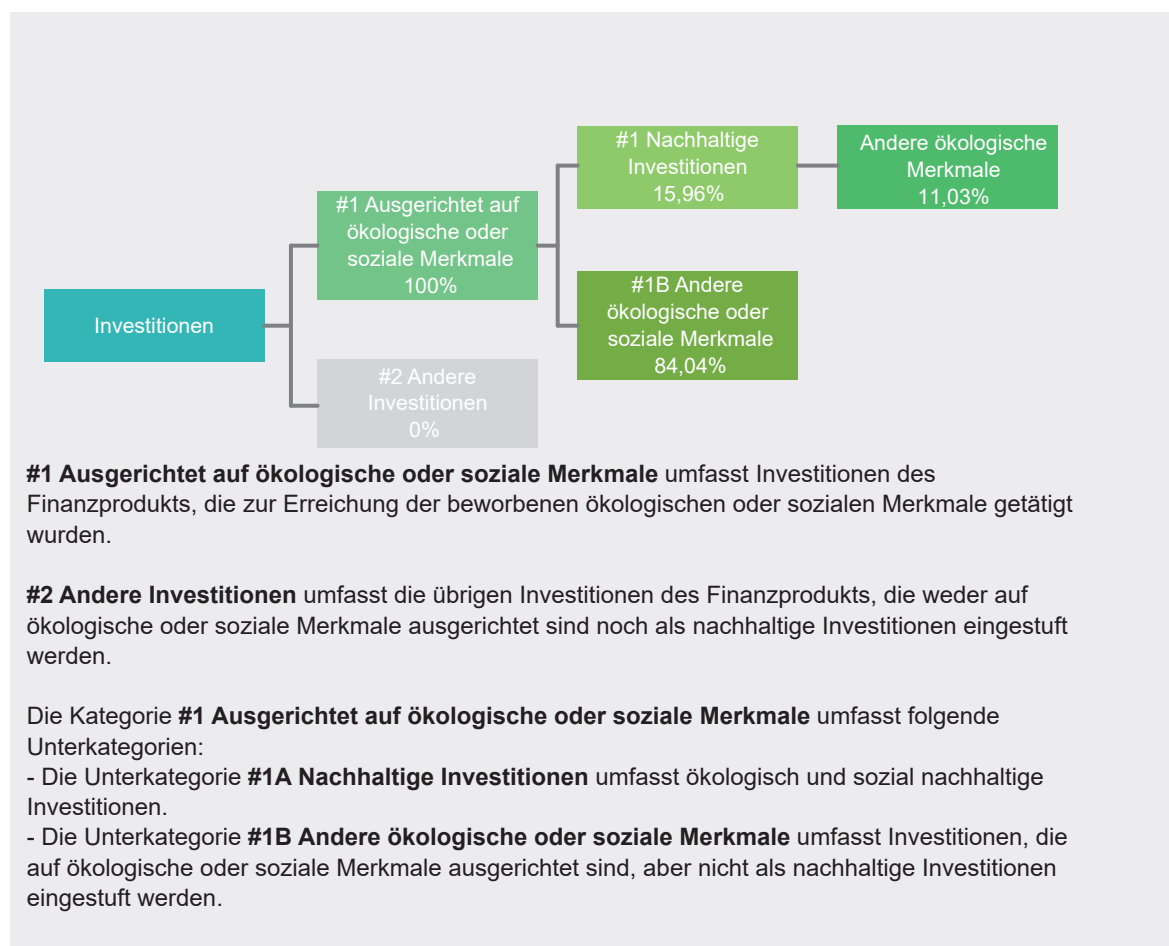 #1 Nachhaltige
Investitionen
15,96%
Andere ökologische
Merkmale
11,03%
#1 Ausgerichtet auf
ökologische oder
soziale Merkmale
100%
#1B Andere
ökologische oder
soziale Merkmale
84,04%
Investitionen
#2 Andere
Investitionen
0%
#1 Ausgerichtet auf ökologische oder soziale Merkmale umfasst Investitionen des
Finanzprodukts, die zur Erreichung der beworbenen ökologischen oder sozialen Merkmale getätigt
wurden.
#2 Andere Investitionen umfasst die übrigen Investitionen des Finanzprodukts, die weder auf
ökologische oder soziale Merkmale ausgerichtet sind noch als nachhaltige Investitionen eingestuft
werden.
Die Kategorie #1 Ausgerichtet auf ökologische oder soziale Merkmale umfasst folgende
Unterkategorien:
- Die Unterkategorie #1A Nachhaltige Investitionen umfasst ökologisch und sozial nachhaltige
Investitionen.
- Die Unterkategorie #1B Andere ökologische oder soziale Merkmale umfasst Investitionen, die
auf ökologische oder soziale Merkmale ausgerichtet sind, aber nicht als nachhaltige Investitionen
eingestuft werden.